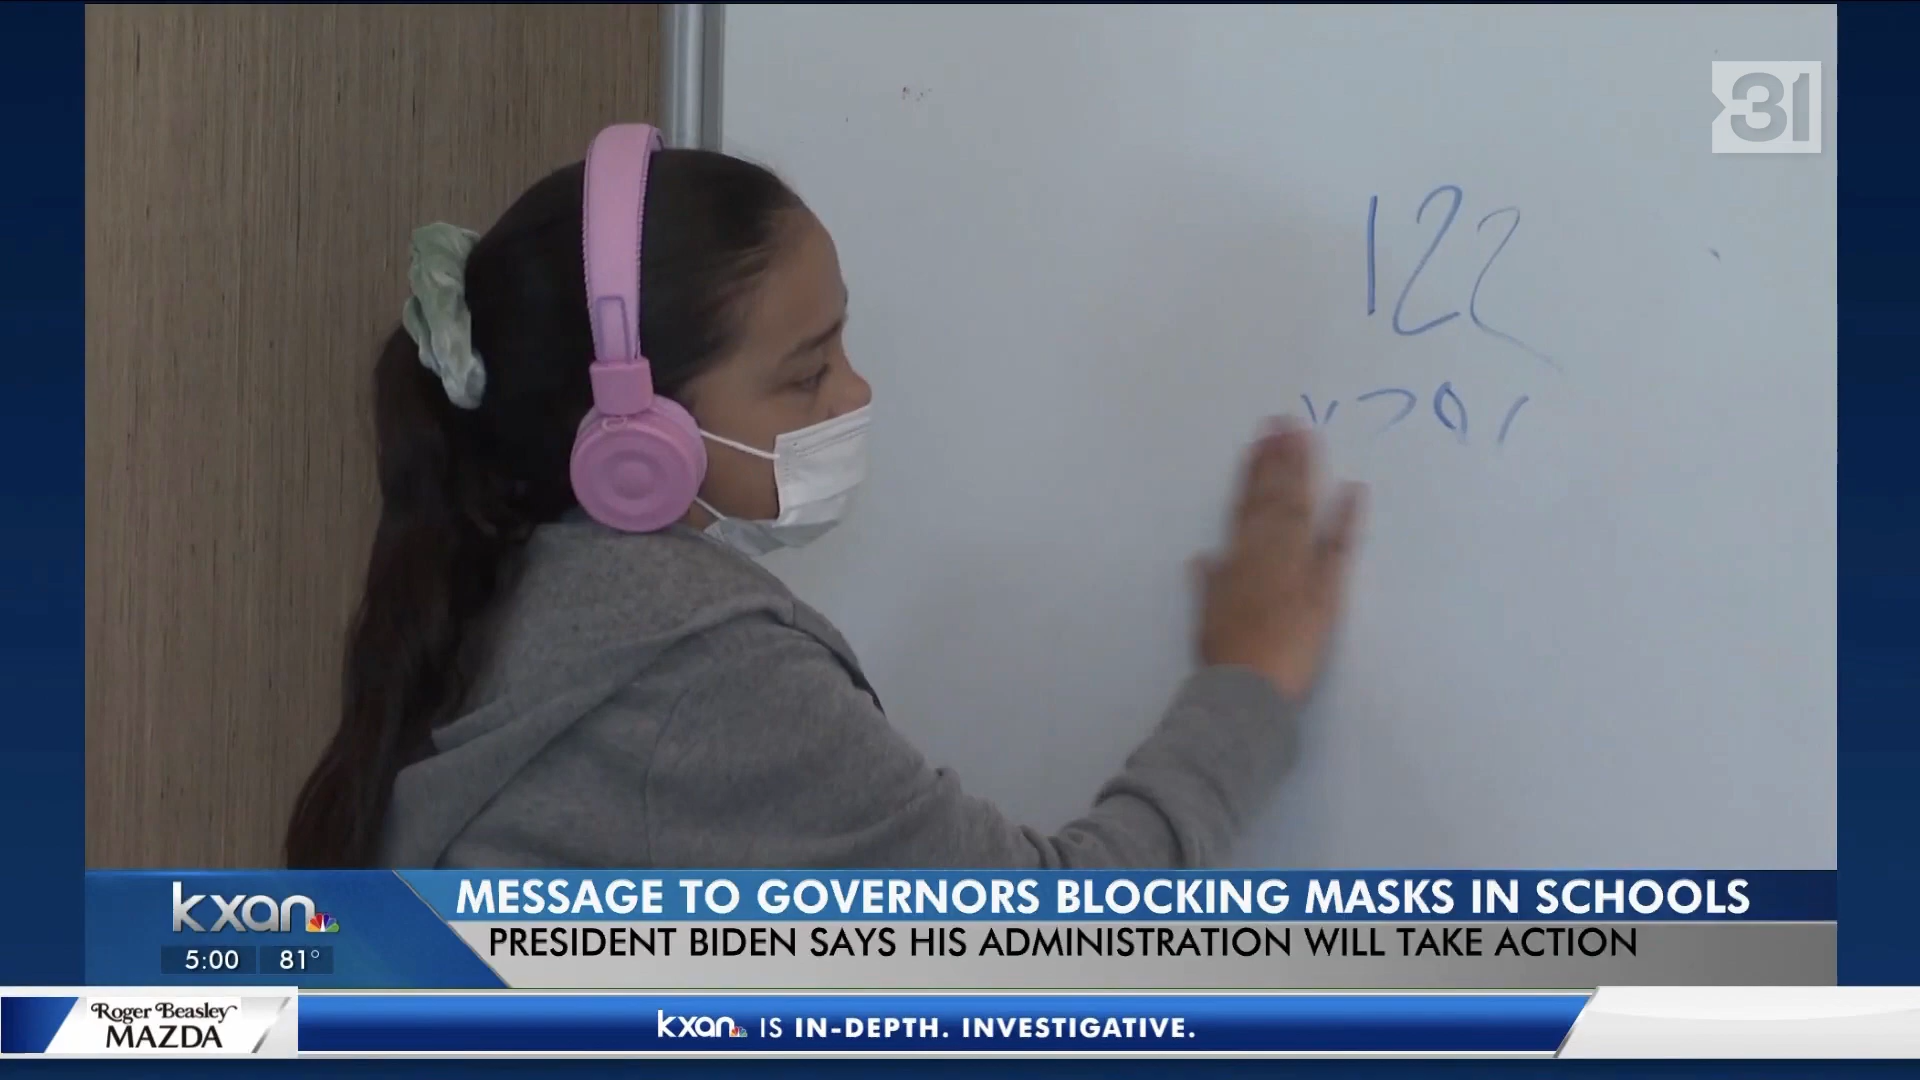 31
122
MESSAGE TO GOVERNORS BLOCKING MASKS IN SCHOOLS
PRESIDENT BIDEN SAYS HIS ADMINISTRATION WILL TAKE ACTION
kxan
5:00 81°
Roger Beasley
MAZDA
kxan IS IN-DEPTH. INVESTIGATIVE.